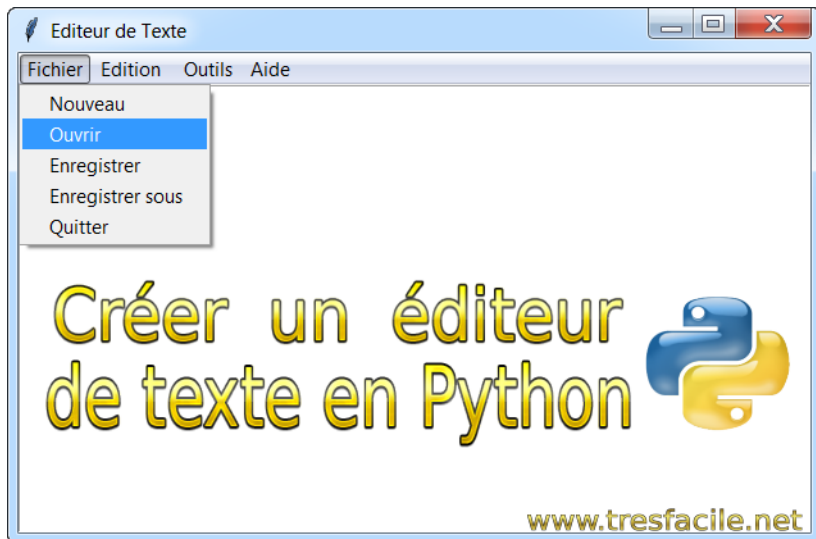 Editeur de Texte
Fichier Edition Outils Aide
Nouveau
Ouvrir
Enregistrer
Enregistrer sous
Quitter
Créer un éditeur
de texte en Python
www.tresfacile.net